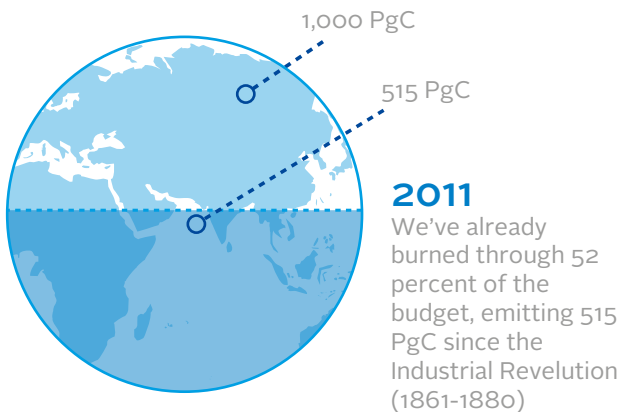 1,000 PgC
515 PgC
2011
We've already
burned through 52
percent of the
budget, emitting 515
PgC since the
Industrial Revelution
(1861-1880)